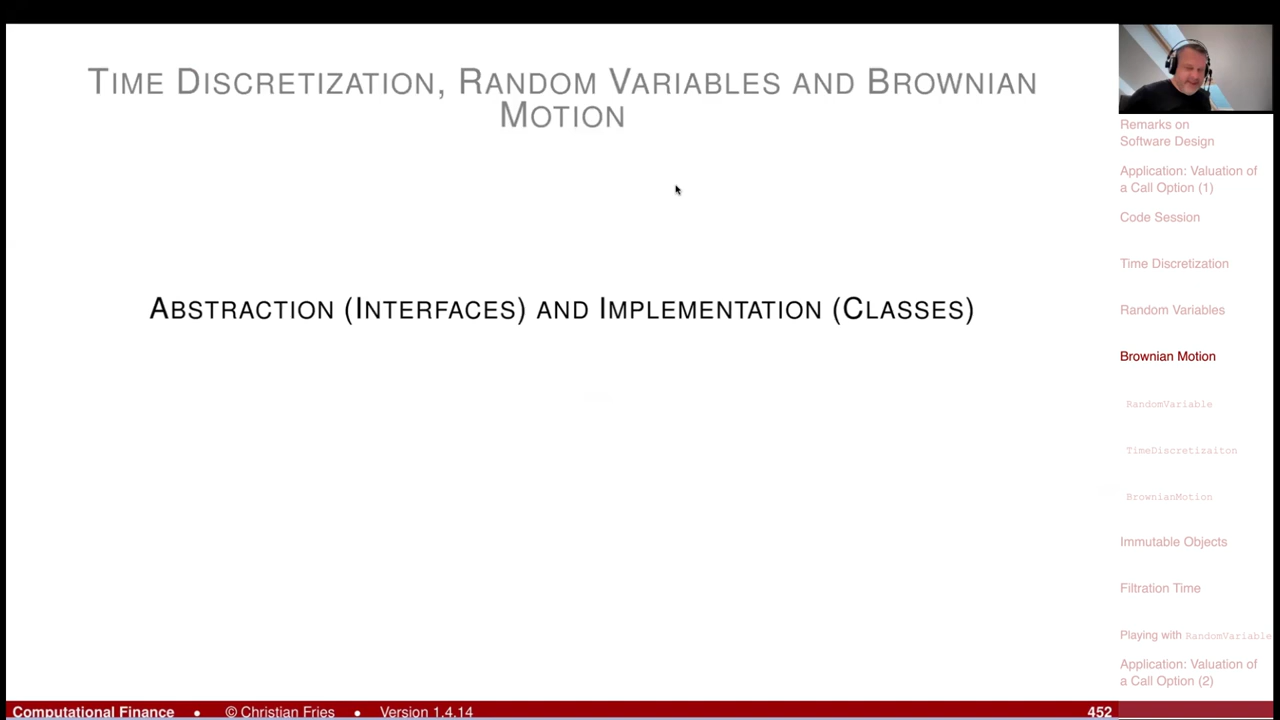 TIME DISCRETIZATION, RANDOM VARIABLES AND BROWNIAN
MOTION
ABSTRACTION (INTERFACES) AND IMPLEMENTATION (CLASSES)
Remarks on
Software Design
Application: Valuation of
a Call Option (1)
Code Session
Time Discretization
Random Variables
Brownian Motion
RandomVariable
TimeDiscretizaiton
BrownianMotion
Immutable Objects
Filtration Time
Playing with RandomVariable
Application: Valuation of
a Call Option (2)
Computational Finance • © Christian Fries • Version 1.4.14 452